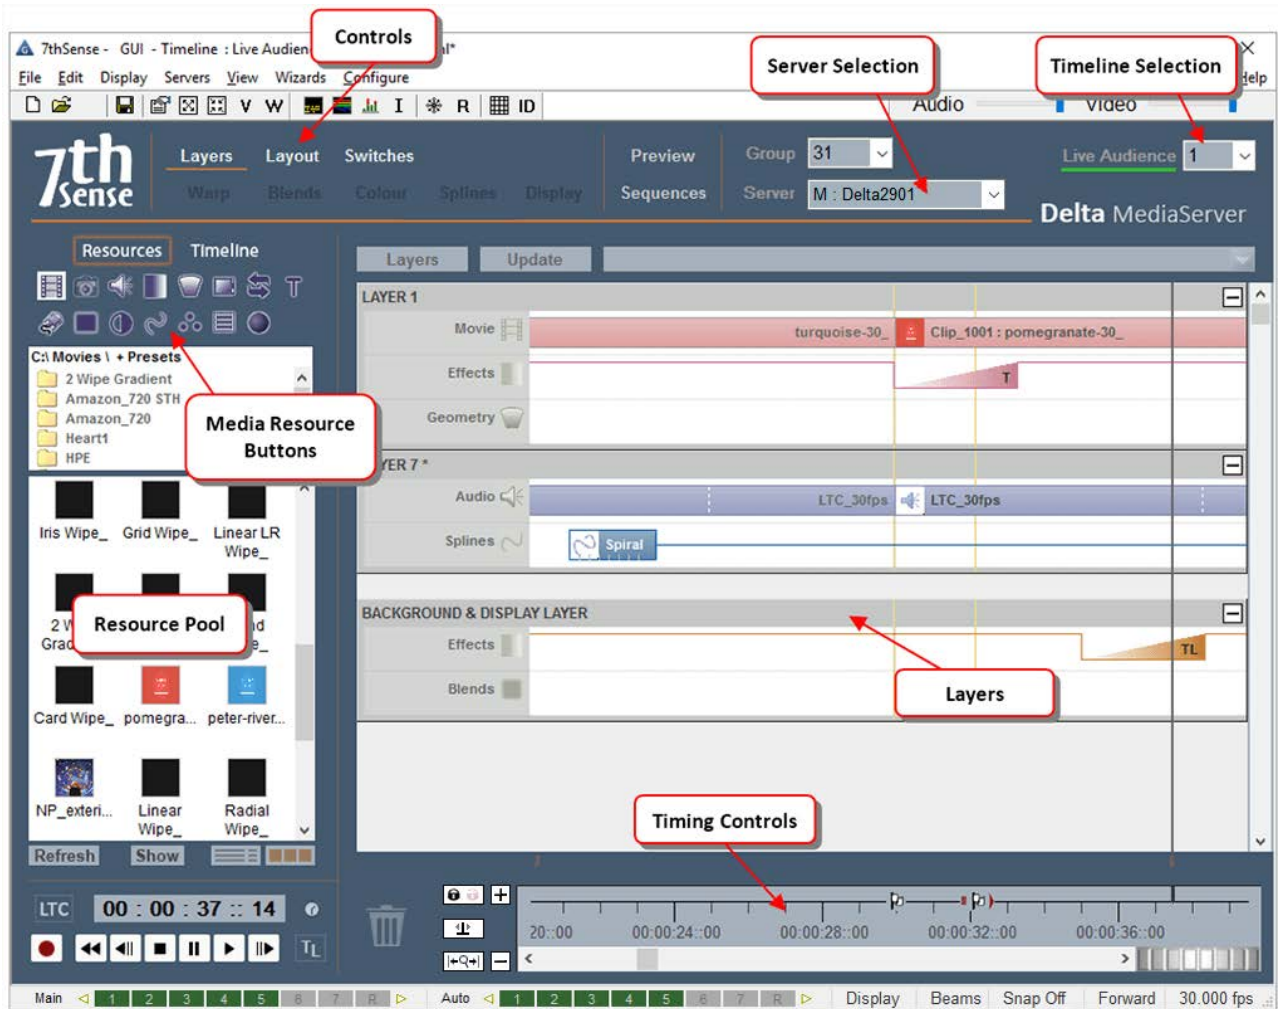 Controls
7thSense - GUI - Timeline : Live Audien
nl*
Server Selection
Timeline Selection
File Edit Display Servers View Wizards Configure
Help
V W I R ID
Audio Video
7th Sense
Layers Layout Switches
Warp Blends Colour Splines Display
Preview
Sequences
Group 31
Server M : Delta2901
Live Audience 1
Delta MediaServer
Resources Timeline
T
C:\ Movies \ + Presets
2 Wipe Gradient
Amazon_720 STH
Amazon_720
Heart1
HPE
Media Resource
Buttons
Iris Wipe_ Grid Wipe_ Linear LR
Wipe_
Resource Pool
Card Wipe_ pomegra... peter-river...
NP_exteri... Linear
Wipe_
Radial
Wipe_
Refresh Show
Layers Update
LAYER 1
Movie turquoise-30_ Clip_1001 : pomegranate-30_
Effects T
Geometry
YER 7 *
Audio LTC_30fps LTC_30fps
Splines Spiral
BACKGROUND & DISPLAY LAYER
Effects TL
Blends
Layers
Timing Controls
LTC 00 : 00 : 37 :: 14
TL
20::00 00:00:24::00 00:00:28::00 00:00:32::00 00:00:36::00
Main 1 2 3 4 5 6 7 R Auto 1 2 3 4 5 6 7 R Display Beams Snap Off Forward 30.000 fps